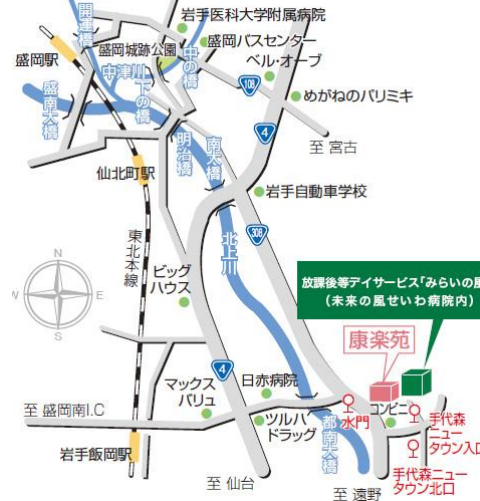 岩手医科大学附属病院
開運橋
盛岡城跡公園
中の橋
盛岡バスセンター
ベル・オーブ
盛岡駅
中津川
下の橋
108
めがねのパリミキ
盛南大橋
4
至 宮古
明治橋
南大橋
仙北町駅
岩手自動車学校
東北本線
北上川
308
N
W
E
S
ビッグ
ハウス
放課後等デイサービス「みらいの風
(未来の風せいわ病院内)
康楽苑
4
マックス
バリュ
日赤病院
コンビニ
至 盛岡南I.C
ツルハ
ドラッグ
水門
手代森
ニュー
タウン入口
都南大橋
岩手飯岡駅
手代森ニュー
タウン北口
至 仙台
至 遠野